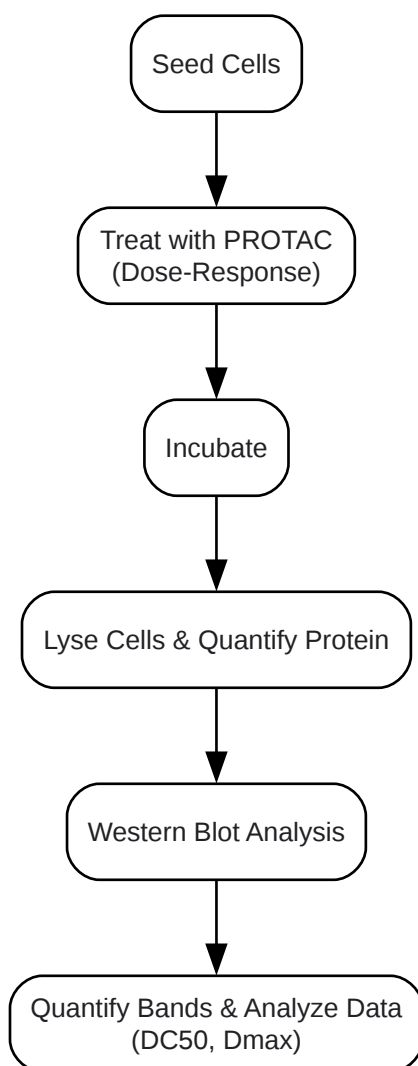 Seed Cells
Treat with PROTAC
(Dose-Response)
Incubate
Lyse Cells & Quantify Protein
Western Blot Analysis
Quantify Bands & Analyze Data
(DC50, Dmax)